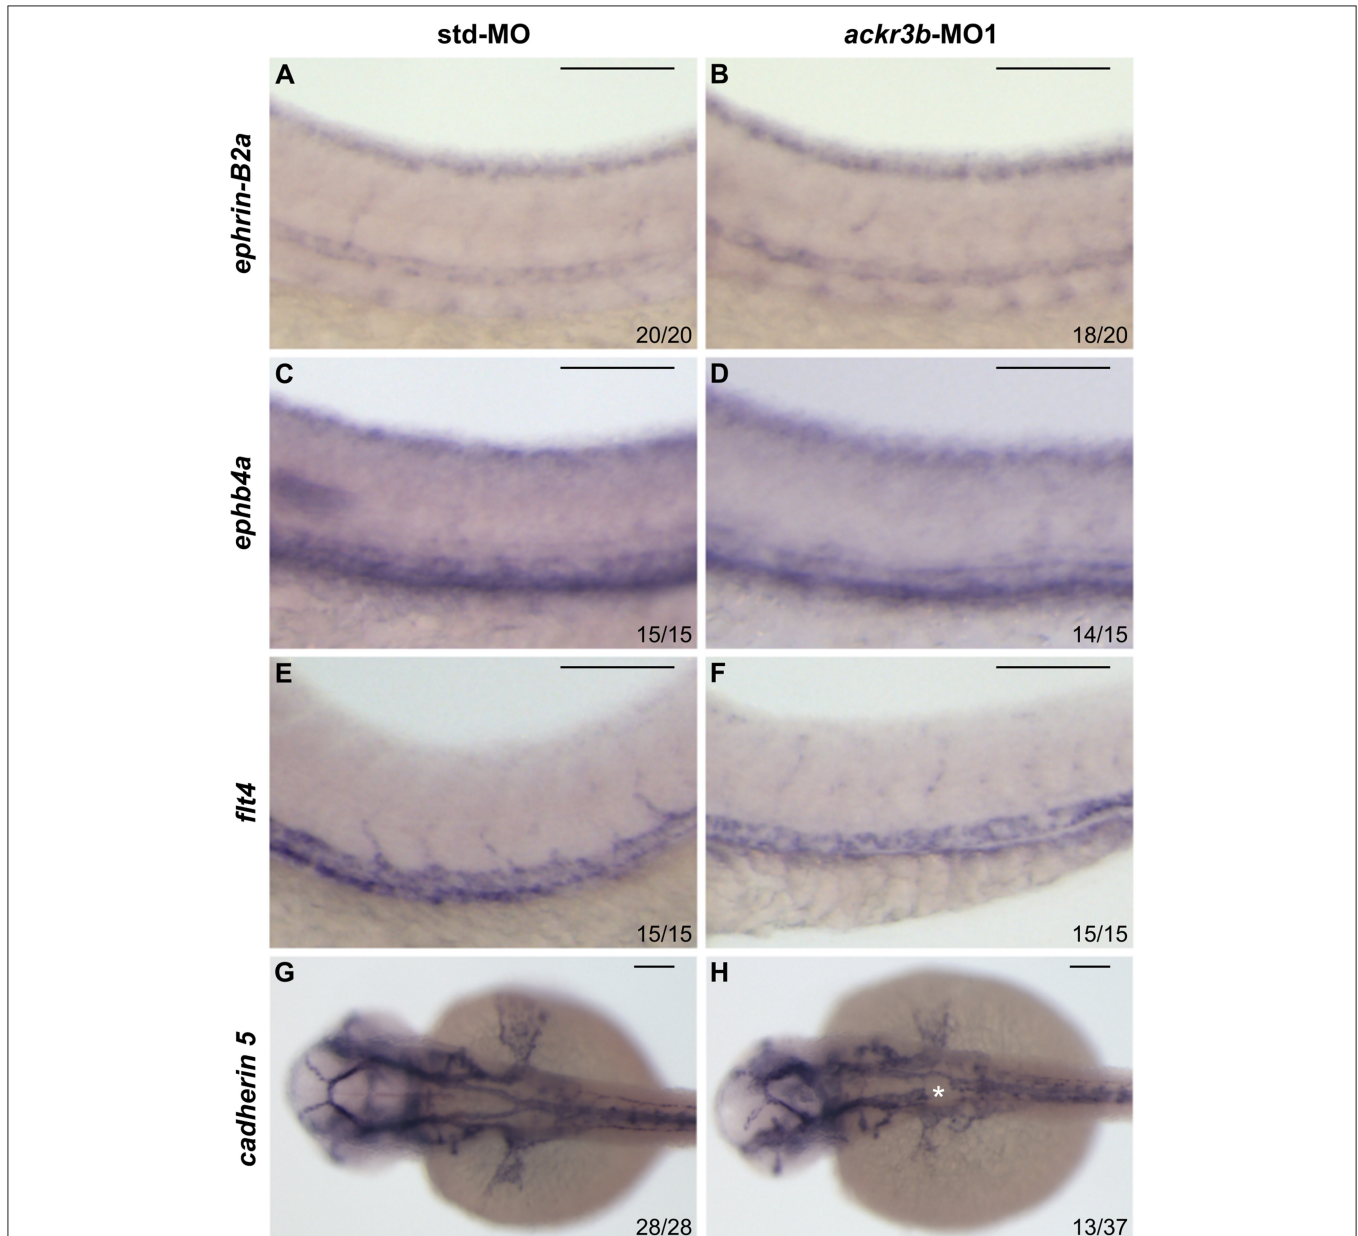 std-MO
ackr3b-MO1
ephrin-B2a
A
20/20
B
18/20
ephb4a
C
15/15
D
14/15
flt4
E
15/15
F
15/15
cadherin 5
G
28/28
H
*
13/37